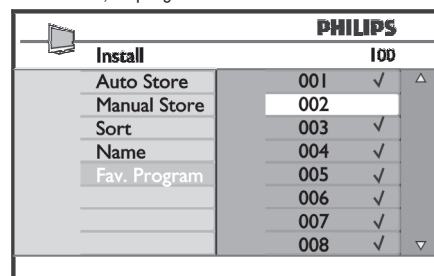 PHILIPS
Install 100
Auto Store 001 √
Manual Store 002
Sort 003 √
Name 004 √
Fav. Program 005 √
006 √
007 √
008 √